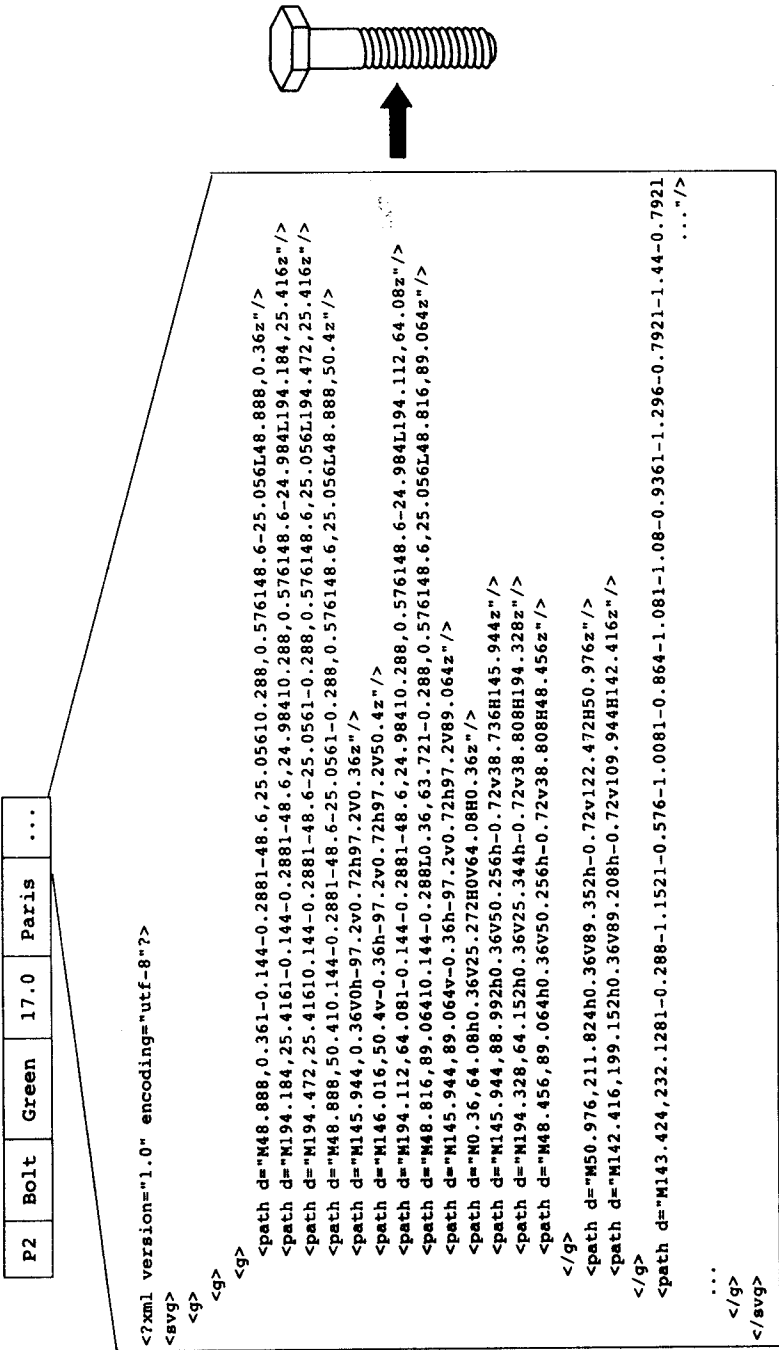 P2 Bolt Green 17.0 Paris ...
<?xml version="1.0" encoding="utf-8"?>
<svg>
<g>
<g>
<g>
<path d="M48.888,0.361-0.144-0.2881-48.6,25.05610.288,0.576148.6-25.056L48.888,0.36z"/>
<path d="M194.184,25.4161-0.144-0.2881-48.6,24.98410.288,0.576148.6-24.984L194.184,25.416z"/>
<path d="M194.472,25.41610.144-0.2881-48.6-25.0561-0.288,0.576148.6,25.056L194.472,25.416z"/>
<path d="M48.888,50.410.144-0.2881-48.6-25.0561-0.288,0.576148.6,25.056L48.888,50.4z"/>
<path d="M145.944,0.36V0h-97.2v0.72h97.2V0.36z"/>
<path d="M146.016,50.4v-0.36h-97.2v0.72h97.2V50.4z"/>
<path d="M194.112,64.081-0.144-0.2881-48.6,24.98410.288,0.576148.6-24.984L194.112,64.08z"/>
<path d="M48.816,89.06410.144-0.288L0.36,63.721-0.288,0.576148.6,25.056L48.816,89.064z"/>
<path d="M145.944,89.064v-0.36h-97.2v0.72h97.2V89.064z"/>
<path d="M0.36,64.08h0.36V25.272H0V64.08H0.36z"/>
<path d="M145.944,88.992h0.36V50.256h-0.72v38.736H145.944z"/>
<path d="M194.328,64.152h0.36V25.344h-0.72v38.808H194.328z"/>
<path d="M48.456,89.064h0.36V50.256h-0.72v38.808H48.456z"/>
</g>
<path d="M50.976,211.824h0.36V89.352h-0.72v122.472H50.976z"/>
<path d="M142.416,199.152h0.36V89.208h-0.72v109.944H142.416z"/>
</g>
<path d="M143.424,232.1281-0.288-1.1521-0.576-1.0081-0.864-1.081-1.08-0.9361-1.296-0.7921-1.44-0.7921
..."/>
...
</g>
</svg>